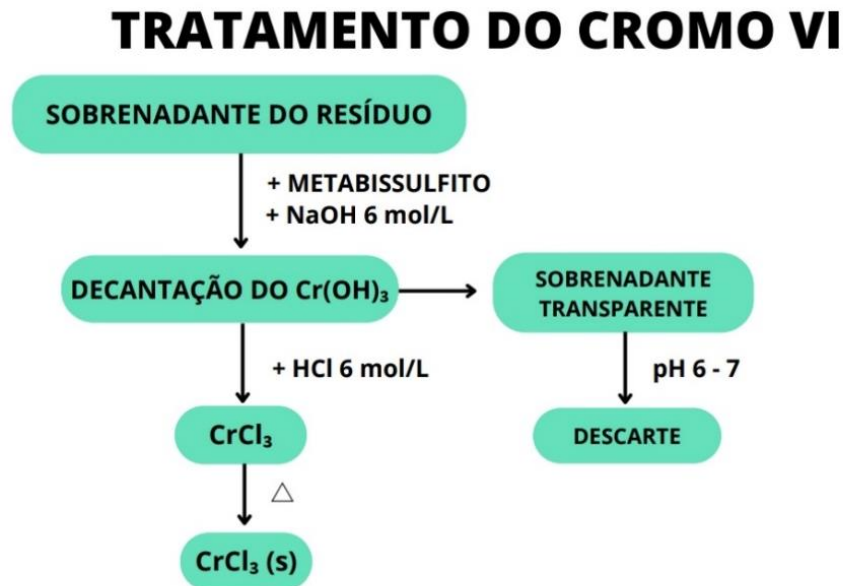 TRATAMENTO DO CROMO VI
SOBRENADANTE DO RESÍDUO
+ METABISSULFITO
+ NaOH 6 mol/L
DECANTAÇÃO DO Cr(OH)₃
SOBRENADANTE
TRANSPARENTE
+ HCl 6 mol/L
pH 6 - 7
CrCl₃
DESCARTE
△
CrCl₃ (s)